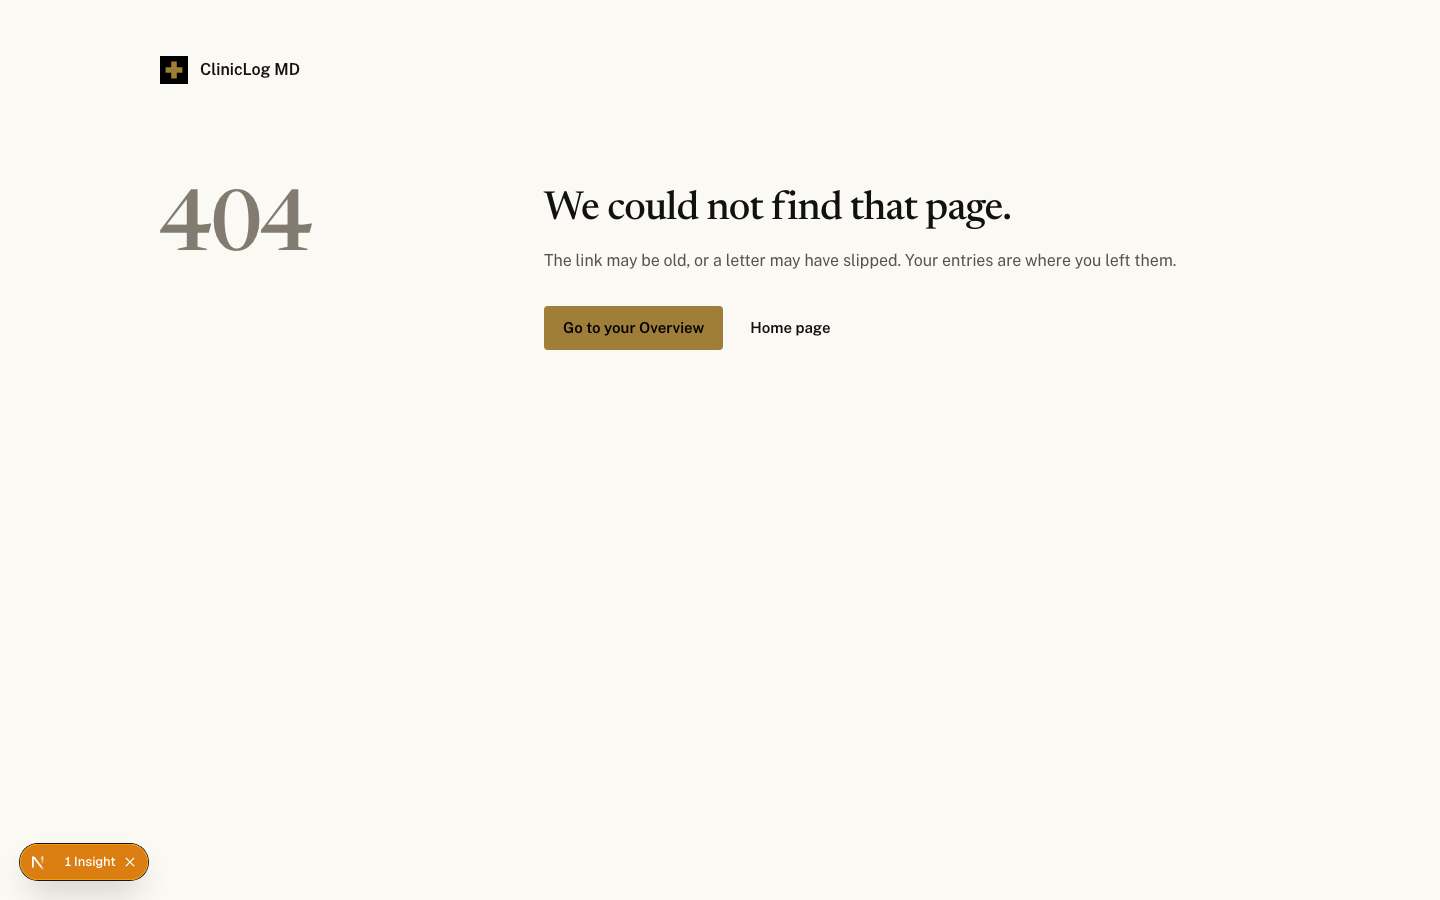 ClinicLog MD
404
We could not find that page.
The link may be old, or a letter may have slipped. Your entries are where you left them.
Go to your Overview
Home page
1 Insight